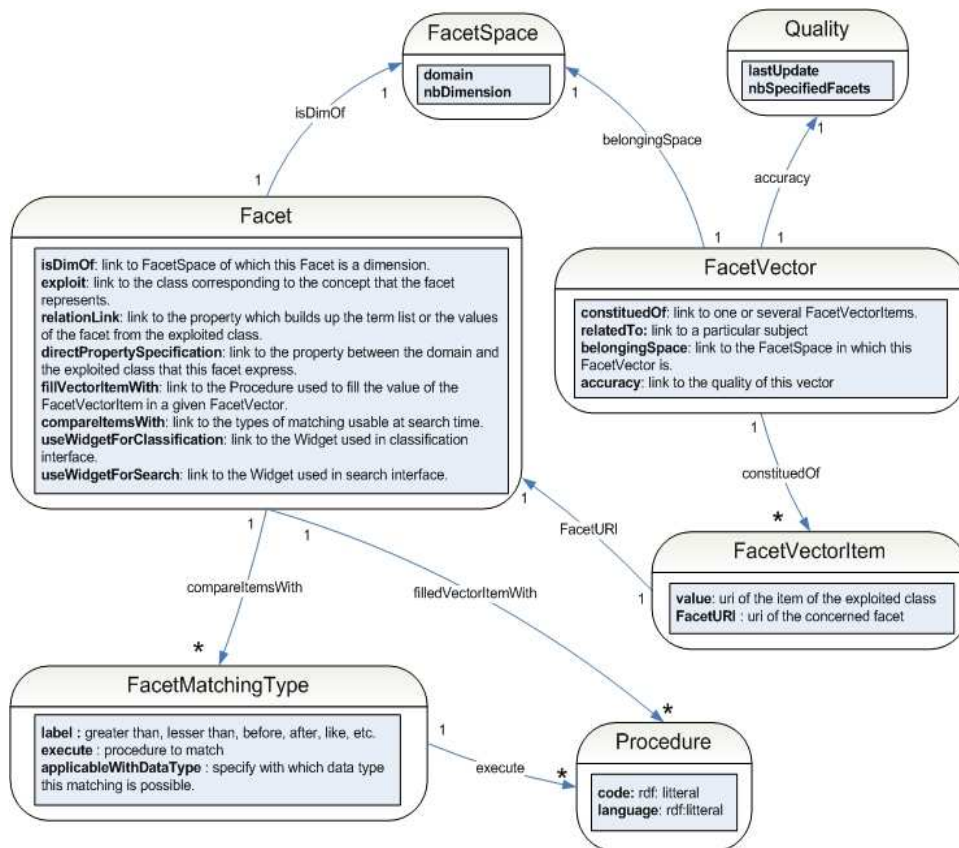 FacetSpace
domain
nbDimension
Quality
lastUpdate
nbSpecifiedFacets
1
1
1
isDimOf
belongingSpace
accuracy
1
1
1
Facet
isDimOf: link to FacetSpace of which this Facet is a dimension.
exploit: link to the class corresponding to the concept that the facet
represents.
relationLink: link to the property which builds up the term list or the values
of the facet from the exploited class.
directPropertySpecification: link to the property between the domain and
the exploited class that this facet express.
fillVectorItemWith: link to the Procedure used to fill the value of the
FacetVectorItem in a given FacetVector.
compareItemsWith: link to the types of matching usable at search time.
useWidgetForClassification: link to the Widget used in classification
interface.
useWidgetForSearch: link to the Widget used in search interface.
FacetVector
constituedOf: link to one or several FacetVectorItems.
relatedTo: link to a particular subject
belongingSpace: link to the FacetSpace in which this
FacetVector is.
accuracy: link to the quality of this vector
1
constituedOf
*
1
FacetURI
1
FacetVectorItem
value: uri of the item of the exploited class
FacetURI : uri of the concerned facet
1
1
compareItemsWith
filledVectorItemWith
*
*
FacetMatchingType
label : greater than, lesser than, before, after, like, etc.
execute : procedure to match
applicableWithDataType : specify with which data type
this matching is possible.
1
execute
*
Procedure
code: rdf: litteral
language: rdf:litteral